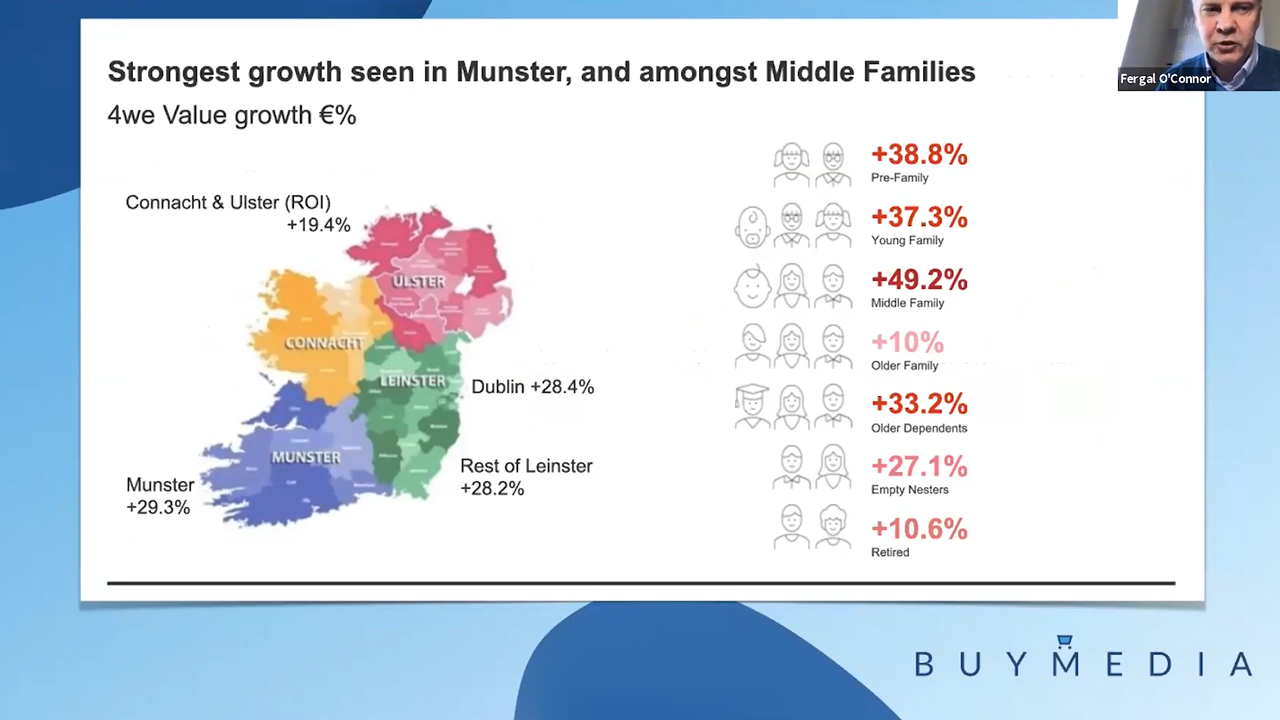 Strongest growth seen in Munster, and amongst Middle Families
4we Value growth €%
Fergal O'Connor
Connacht & Ulster (ROI)
+19.4%
ULSTER
CONNACHT
LEINSTER
MUNSTER
Dublin +28.4%
Rest of Leinster
+28.2%
Munster
+29.3%
+38.8%
Pre-Family
+37.3%
Young Family
+49.2%
Middle Family
+10%
Older Family
+33.2%
Older Dependents
+27.1%
Empty Nesters
+10.6%
Retired
BUYMEDIA